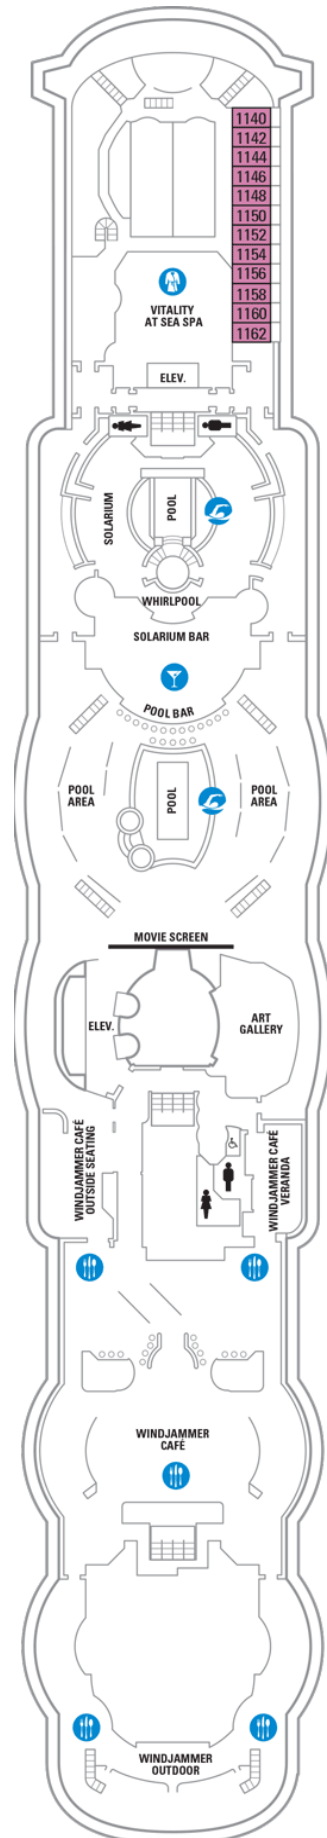 1140
1142
1144
1146
1148
1150
1152
1154
1156
1158
1160
1162
VITALITY
AT SEA SPA
ELEV.
SOLARIUM
POOL
WHIRLPOOL
SOLARIUM BAR
POOL BAR
POOL
AREA
POOL
POOL
AREA
MOVIE SCREEN
ELEV.
ART
GALLERY
WINDJAMMER CAFÉ
OUTSIDE SEATING
WINDJAMMER CAFÉ
VERANDA
WINDJAMMER
CAFÉ
WINDJAMMER
OUTDOOR